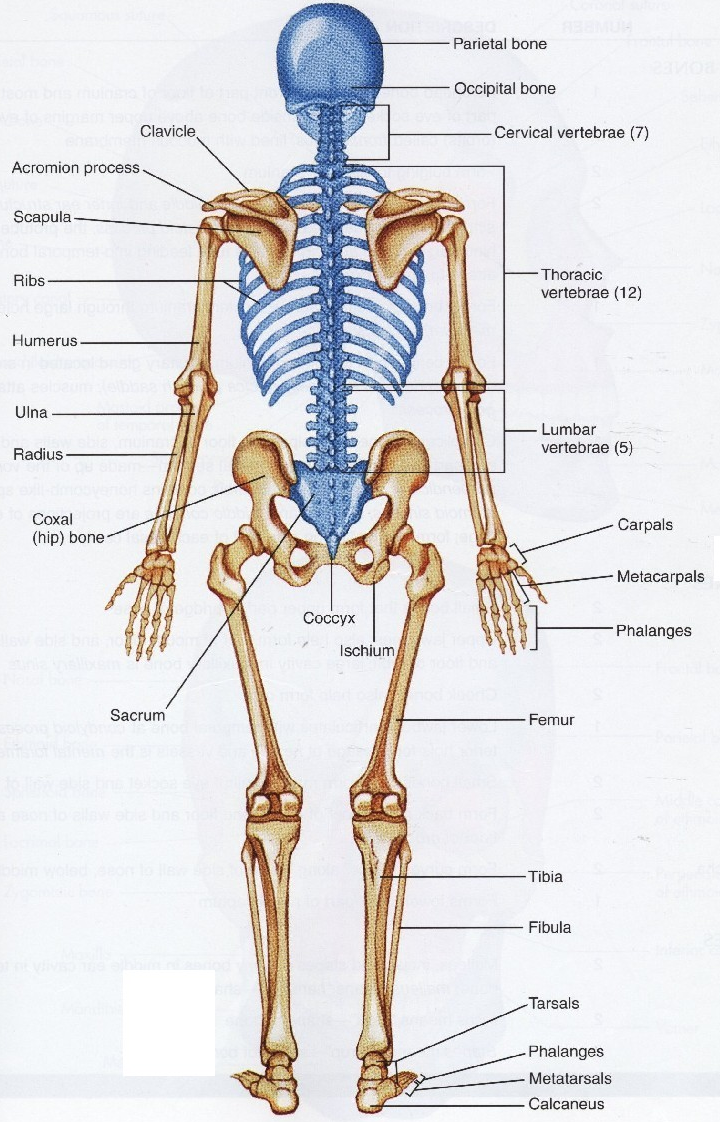 Parietal bone
Occipital bone
Cervical vertebrae (7)
Clavicle
Acromion process
Scapula
Ribs
Thoracic
vertebrae (12)
Humerus
Ulna
Radius
Lumbar
vertebrae (5)
Coxal
(hip) bone
Carpals
Metacarpals
Phalanges
Coccyx
Ischium
Sacrum
Femur
Tibia
Fibula
Tarsals
Phalanges
Metatarsals
Calcaneus